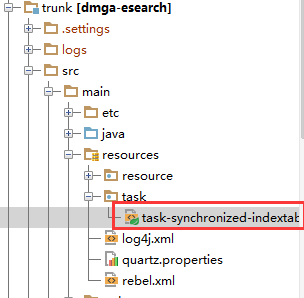 trunk [dmga-esearch]
.settings
logs
src
main
etc
java
resources
resource
task
task-synchronized-indextab
log4j.xml
quartz.properties
rebel.xml